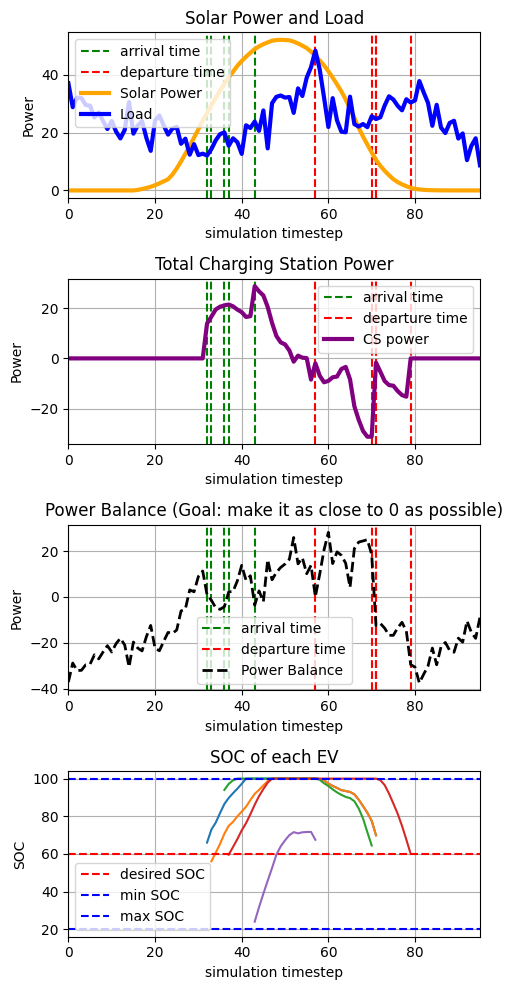 Solar Power and Load
Power
40
20
0
arrival time
departure time
Solar Power
Load
0 20 40 60 80
simulation timestep
Total Charging Station Power
Power
20
0
−20
arrival time
departure time
CS power
0 20 40 60 80
simulation timestep
Power Balance (Goal: make it as close to 0 as possible)
Power
20
0
−20
−40
arrival time
departure time
Power Balance
0 20 40 60 80
simulation timestep
SOC of each EV
SOC
100
80
60
40
20
desired SOC
min SOC
max SOC
0 20 40 60 80
simulation timestep